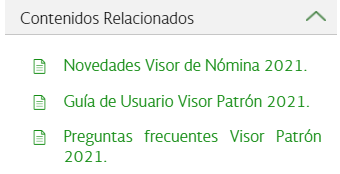 Contenidos Relacionados
Novedades Visor de Nómina 2021.
Guía de Usuario Visor Patrón 2021.
Preguntas frecuentes Visor Patrón
2021.